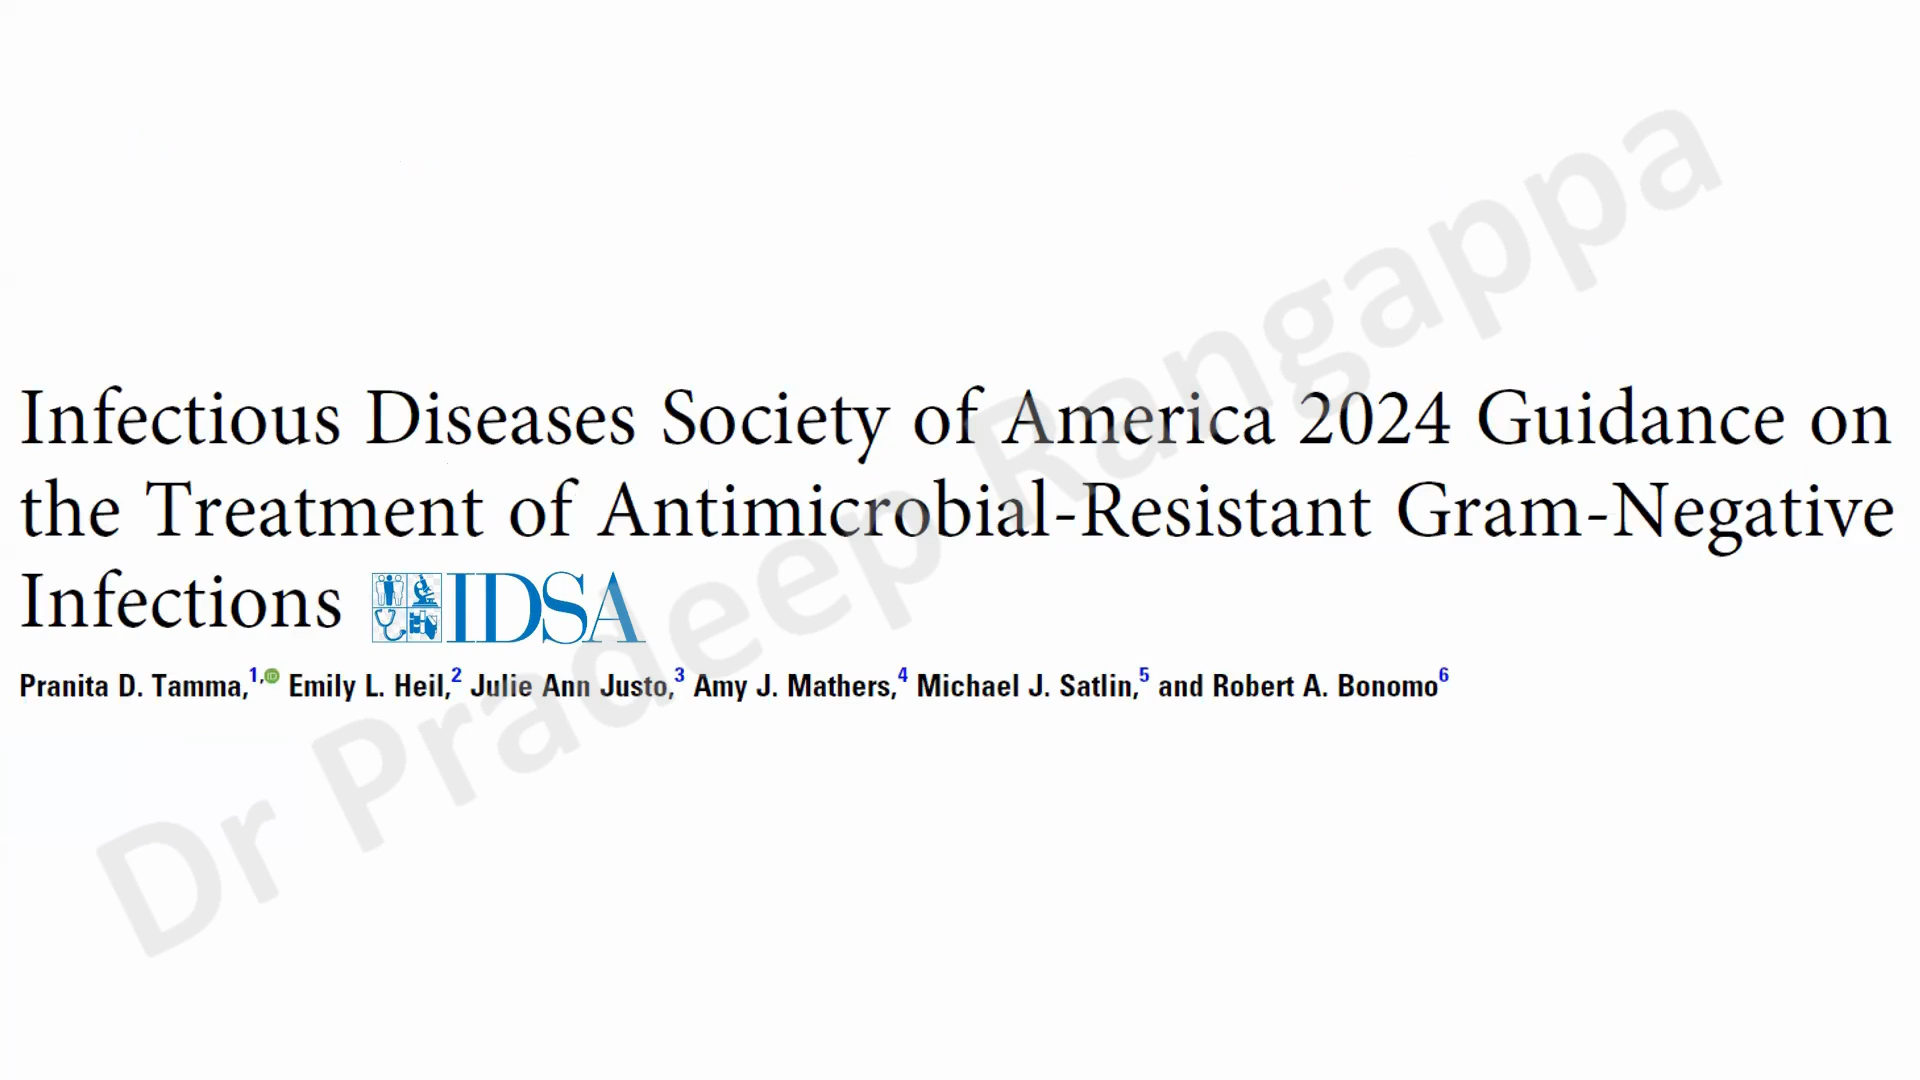 Infectious Diseases Society of America 2024 Guidance on
the Treatment of Antimicrobial-Resistant Gram-Negative
Infections IDSA
Pranita D. Tamma,1, iD Emily L. Heil,2 Julie Ann Justo,3 Amy J. Mathers,4 Michael J. Satlin,5 and Robert A. Bonomo6
Dr Pradeep Rangappa